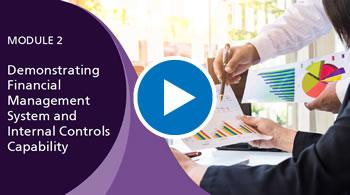 MODULE 2
Demonstrating
Financial
Management
System and
Internal Controls
Capability